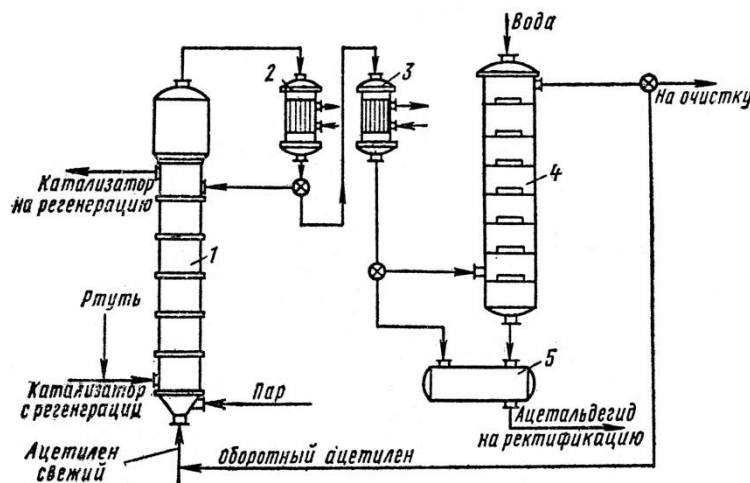 Вода
2
3
На очистку
Катализатор
на регенерацию
4
1
Ртуть
5
Катализатор
с регенерации
Пар
Ацетальдегид
на ректификацию
Ацетилен
свежий
оборотный ацетилен